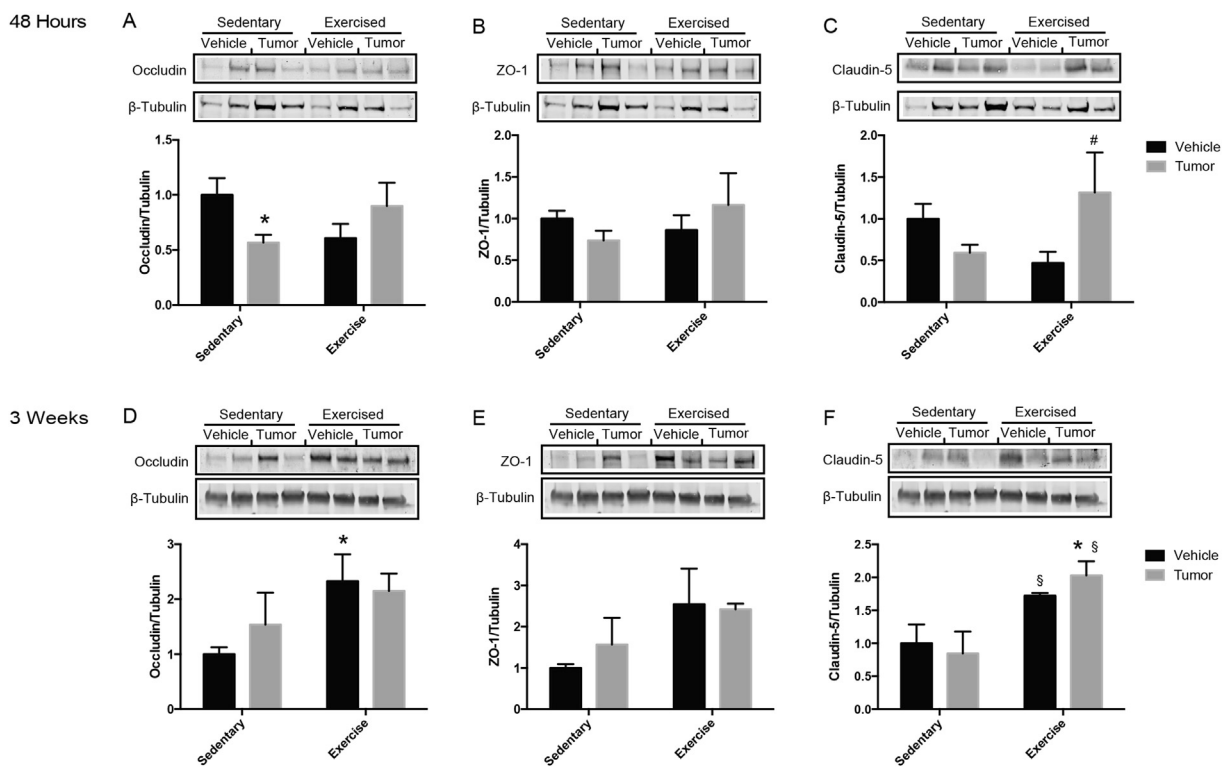 48 Hours
A
Sedentary Exercised
Vehicle Tumor Vehicle Tumor
Occludin
β-Tubulin
Occludin/Tubulin
1.5
1.0
0.5
0.0
*
Sedentary
Exercise
B
Sedentary Exercised
Vehicle Tumor Vehicle Tumor
ZO-1
β-Tubulin
ZO-1/Tubulin
2.0
1.5
1.0
0.5
0.0
Sedentary
Exercise
C
Sedentary Exercised
Vehicle Tumor Vehicle Tumor
Claudin-5
β-Tubulin
Claudin-5/Tubulin
2.0
1.5
1.0
0.5
0.0
#
Sedentary
Exercise
Vehicle
Tumor
3 Weeks
D
Sedentary Exercised
Vehicle Tumor Vehicle Tumor
Occludin
β-Tubulin
Occludin/Tubulin
3
2
1
0
*
Sedentary
Exercise
E
Sedentary Exercised
Vehicle Tumor Vehicle Tumor
ZO-1
β-Tubulin
ZO-1/Tubulin
4
3
2
1
0
Sedentary
Exercise
F
Sedentary Exercised
Vehicle Tumor Vehicle Tumor
Claudin-5
β-Tubulin
Claudin-5/Tubulin
2.5
2.0
1.5
1.0
0.5
0.0
§
* §
Sedentary
Exercise
Vehicle
Tumor